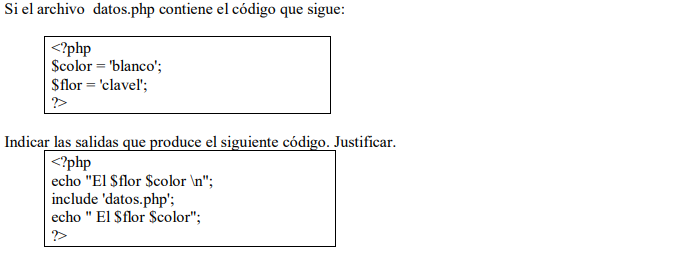 Si el archivo datos.php contiene el código que sigue:
<?php
$color = 'blanco';
$flor = 'clavel';
?>
Indicar las salidas que produce el siguiente código. Justificar.
<?php
echo "El $flor $color \n";
include 'datos.php';
echo " El $flor $color";
?>